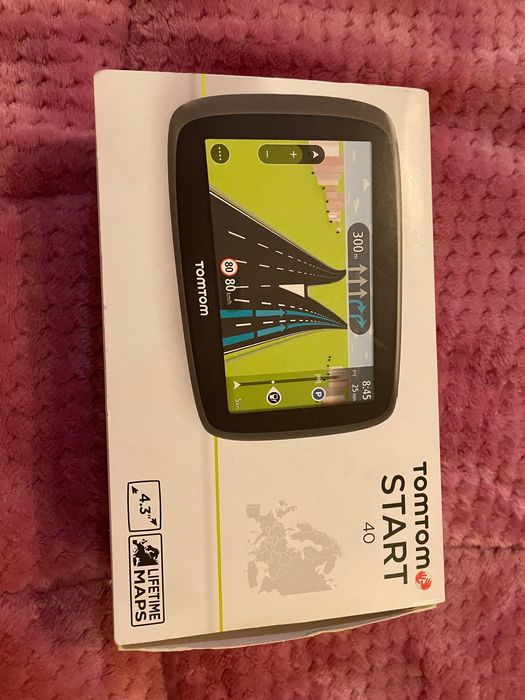 300 m
8:45
25 min
80
80
km/h
TOMTOM
TOMTOM
START
40
4.3"
LIFETIME
MAPS